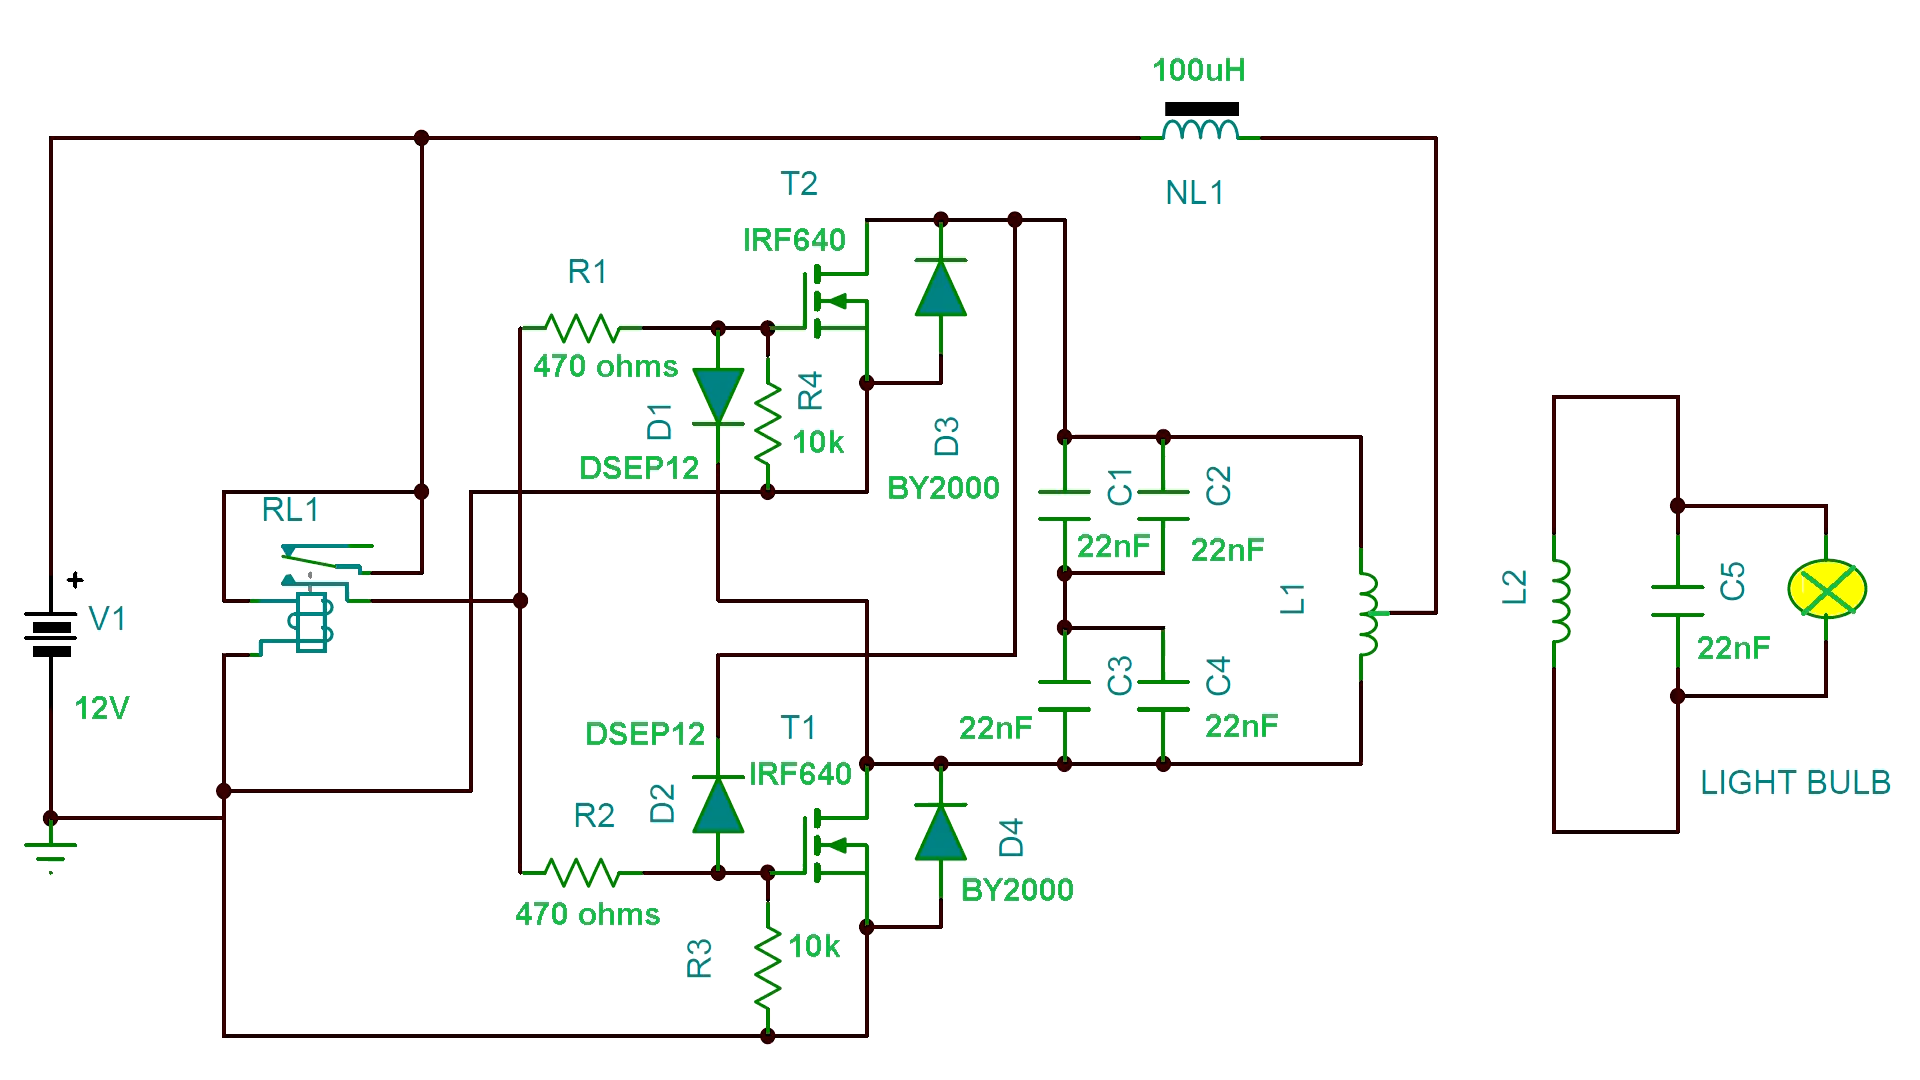 100uH
NL1
T2
IRF640
R1
470 ohms
D1
DSEP12
R4
10k
D3
BY2000
RL1
+
V1
12V
C1
22nF
C2
22nF
L1
C3
22nF
C4
22nF
L2
C5
22nF
LIGHT BULB
DSEP12
D2
T1
IRF640
R2
470 ohms
R3
10k
D4
BY2000